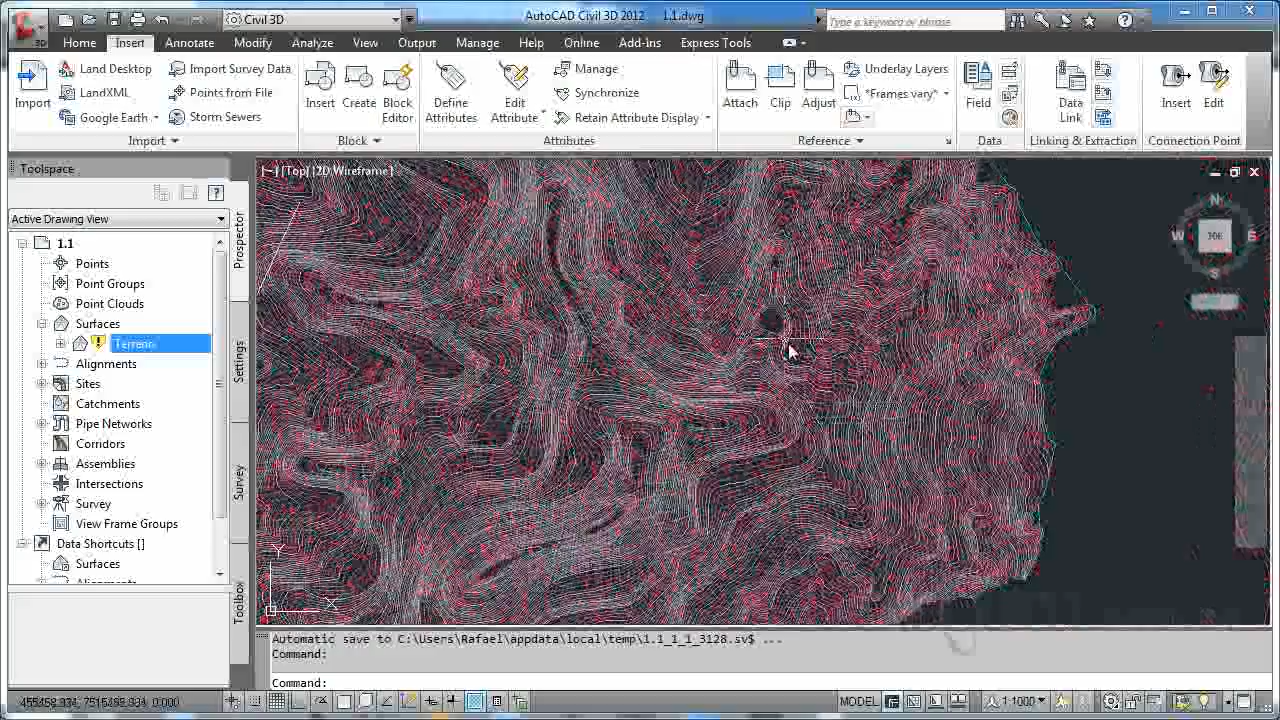 Civil 3D
AutoCAD Civil 3D 2012 1.1.dwg
Type a keyword or phrase
Home Insert Annotate Modify Analyze View Output Manage Help Online Add-Ins Express Tools
Import
Land Desktop
LandXML
Google Earth
Import Survey Data
Points from File
Storm Sewers
Insert
Create
Block Editor
Define Attributes
Edit Attribute
Manage
Synchronize
Retain Attribute Display
Attach
Clip
Adjust
Underlay Layers
*Frames vary*
Field
Data Link
Insert
Edit
Import Block Attributes Reference Data Linking & Extraction Connection Point
Toolspace
[−] [Top] [2D Wireframe]
Active Drawing View
1.1
Points
Point Groups
Point Clouds
Surfaces
Terreno
Alignments
Sites
Catchments
Pipe Networks
Corridors
Assemblies
Intersections
Survey
View Frame Groups
Data Shortcuts []
Surfaces
Alignments
Prospector
Settings
Survey
Toolbox
N
W
S
Y
X
Automatic save to C:\Users\Rafael\appdata\local\temp\1.1_1_1_3128.sv$ ...
Command:
Command:
MODEL
1:1000